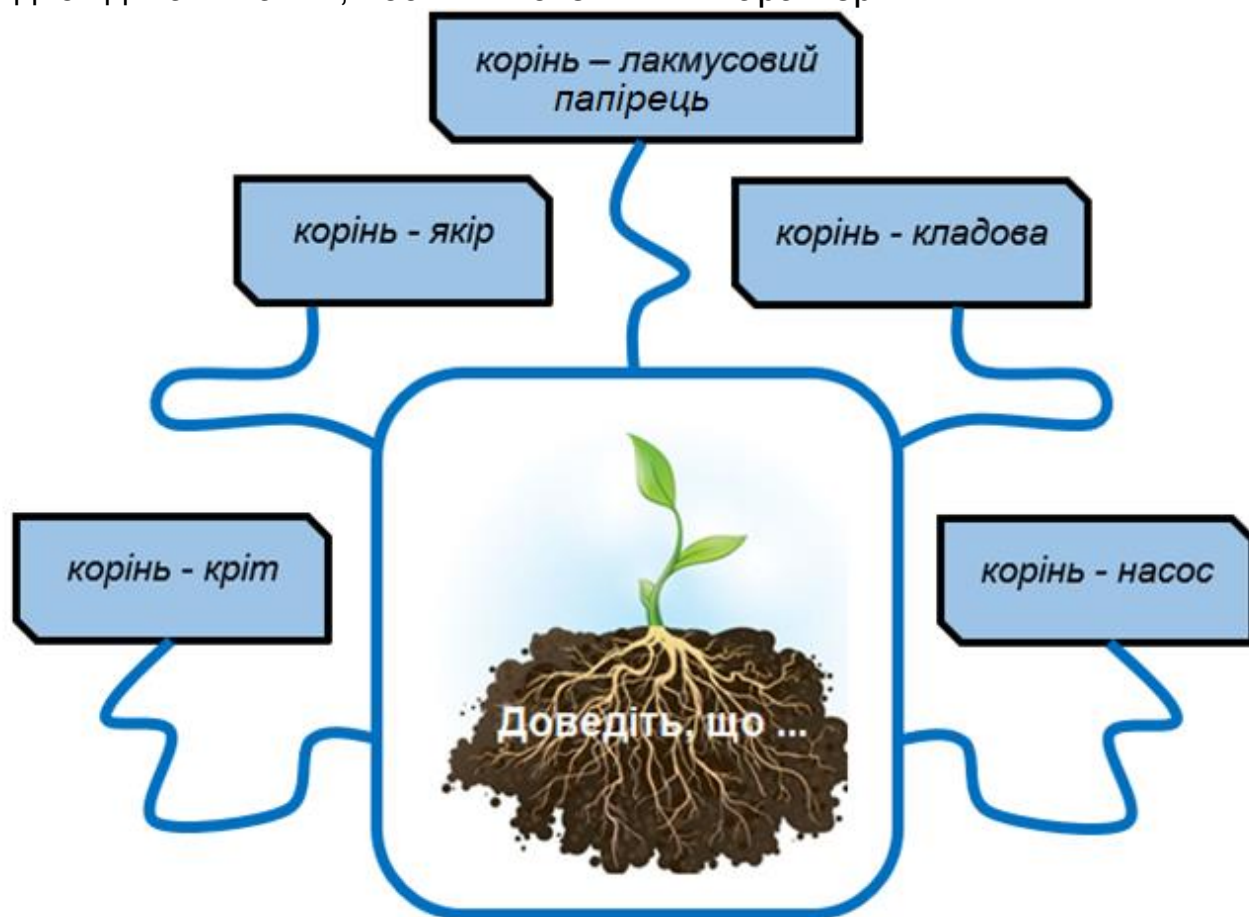 корінь – лакмусовий
папірець
корінь - якір
корінь - кладова
корінь - кріт
корінь - насос
Доведіть, що ...